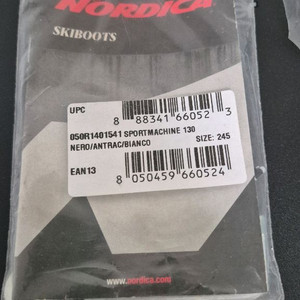 NORDICA
SKIBOOTS
UPC
8 88341 66052 3
050R1401541 SPORTMACHINE 130
NERO/ANTRAC/BIANCO SIZE: 245
EAN13
8 050459 660524
www.nordica.com